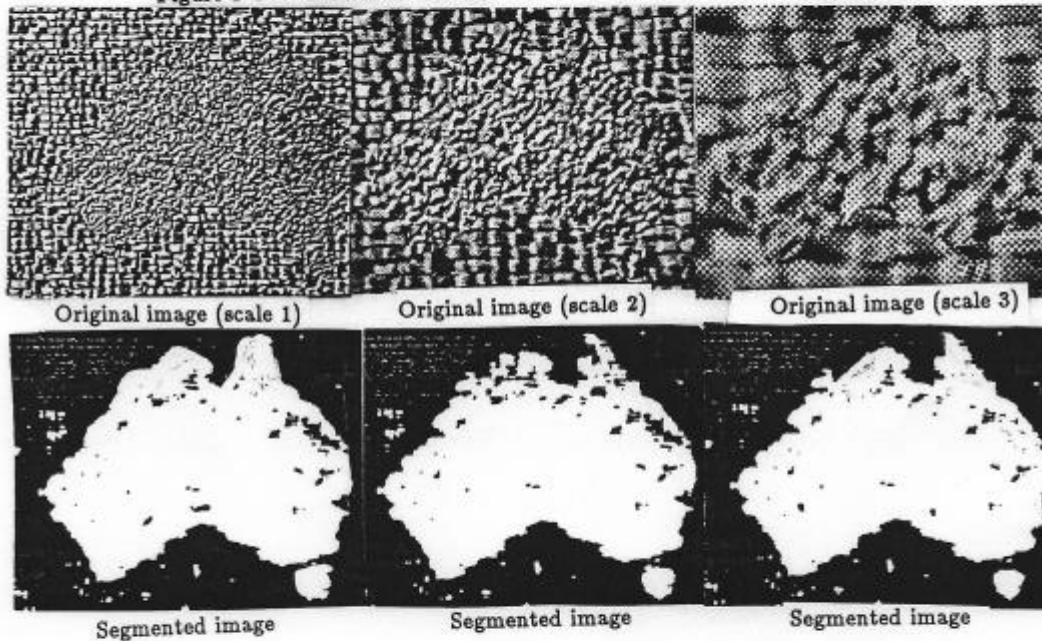 Original image (scale 1)
Original image (scale 2)
Original image (scale 3)
Segmented image
Segmented image
Segmented image